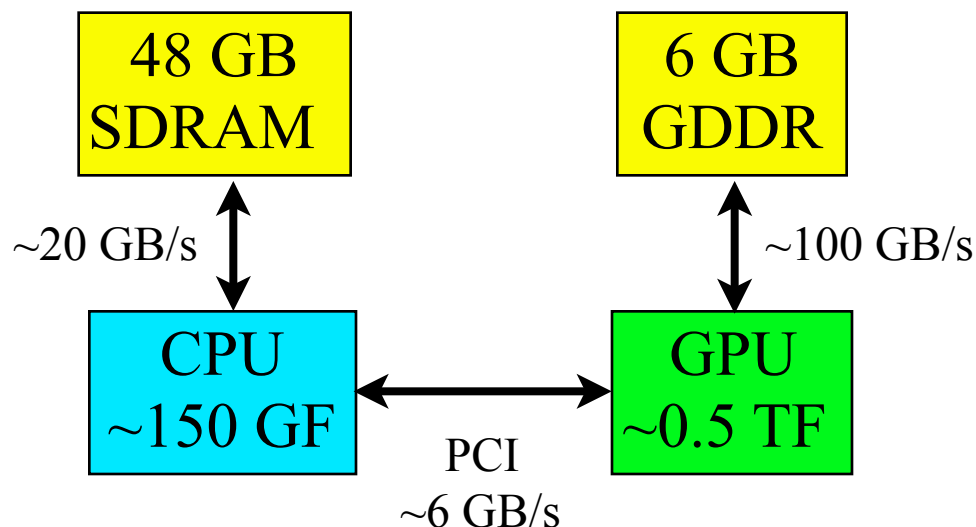 48 GB
SDRAM
6 GB
GDDR
~20 GB/s
~100 GB/s
CPU
~150 GF
GPU
~0.5 TF
PCI
~6 GB/s